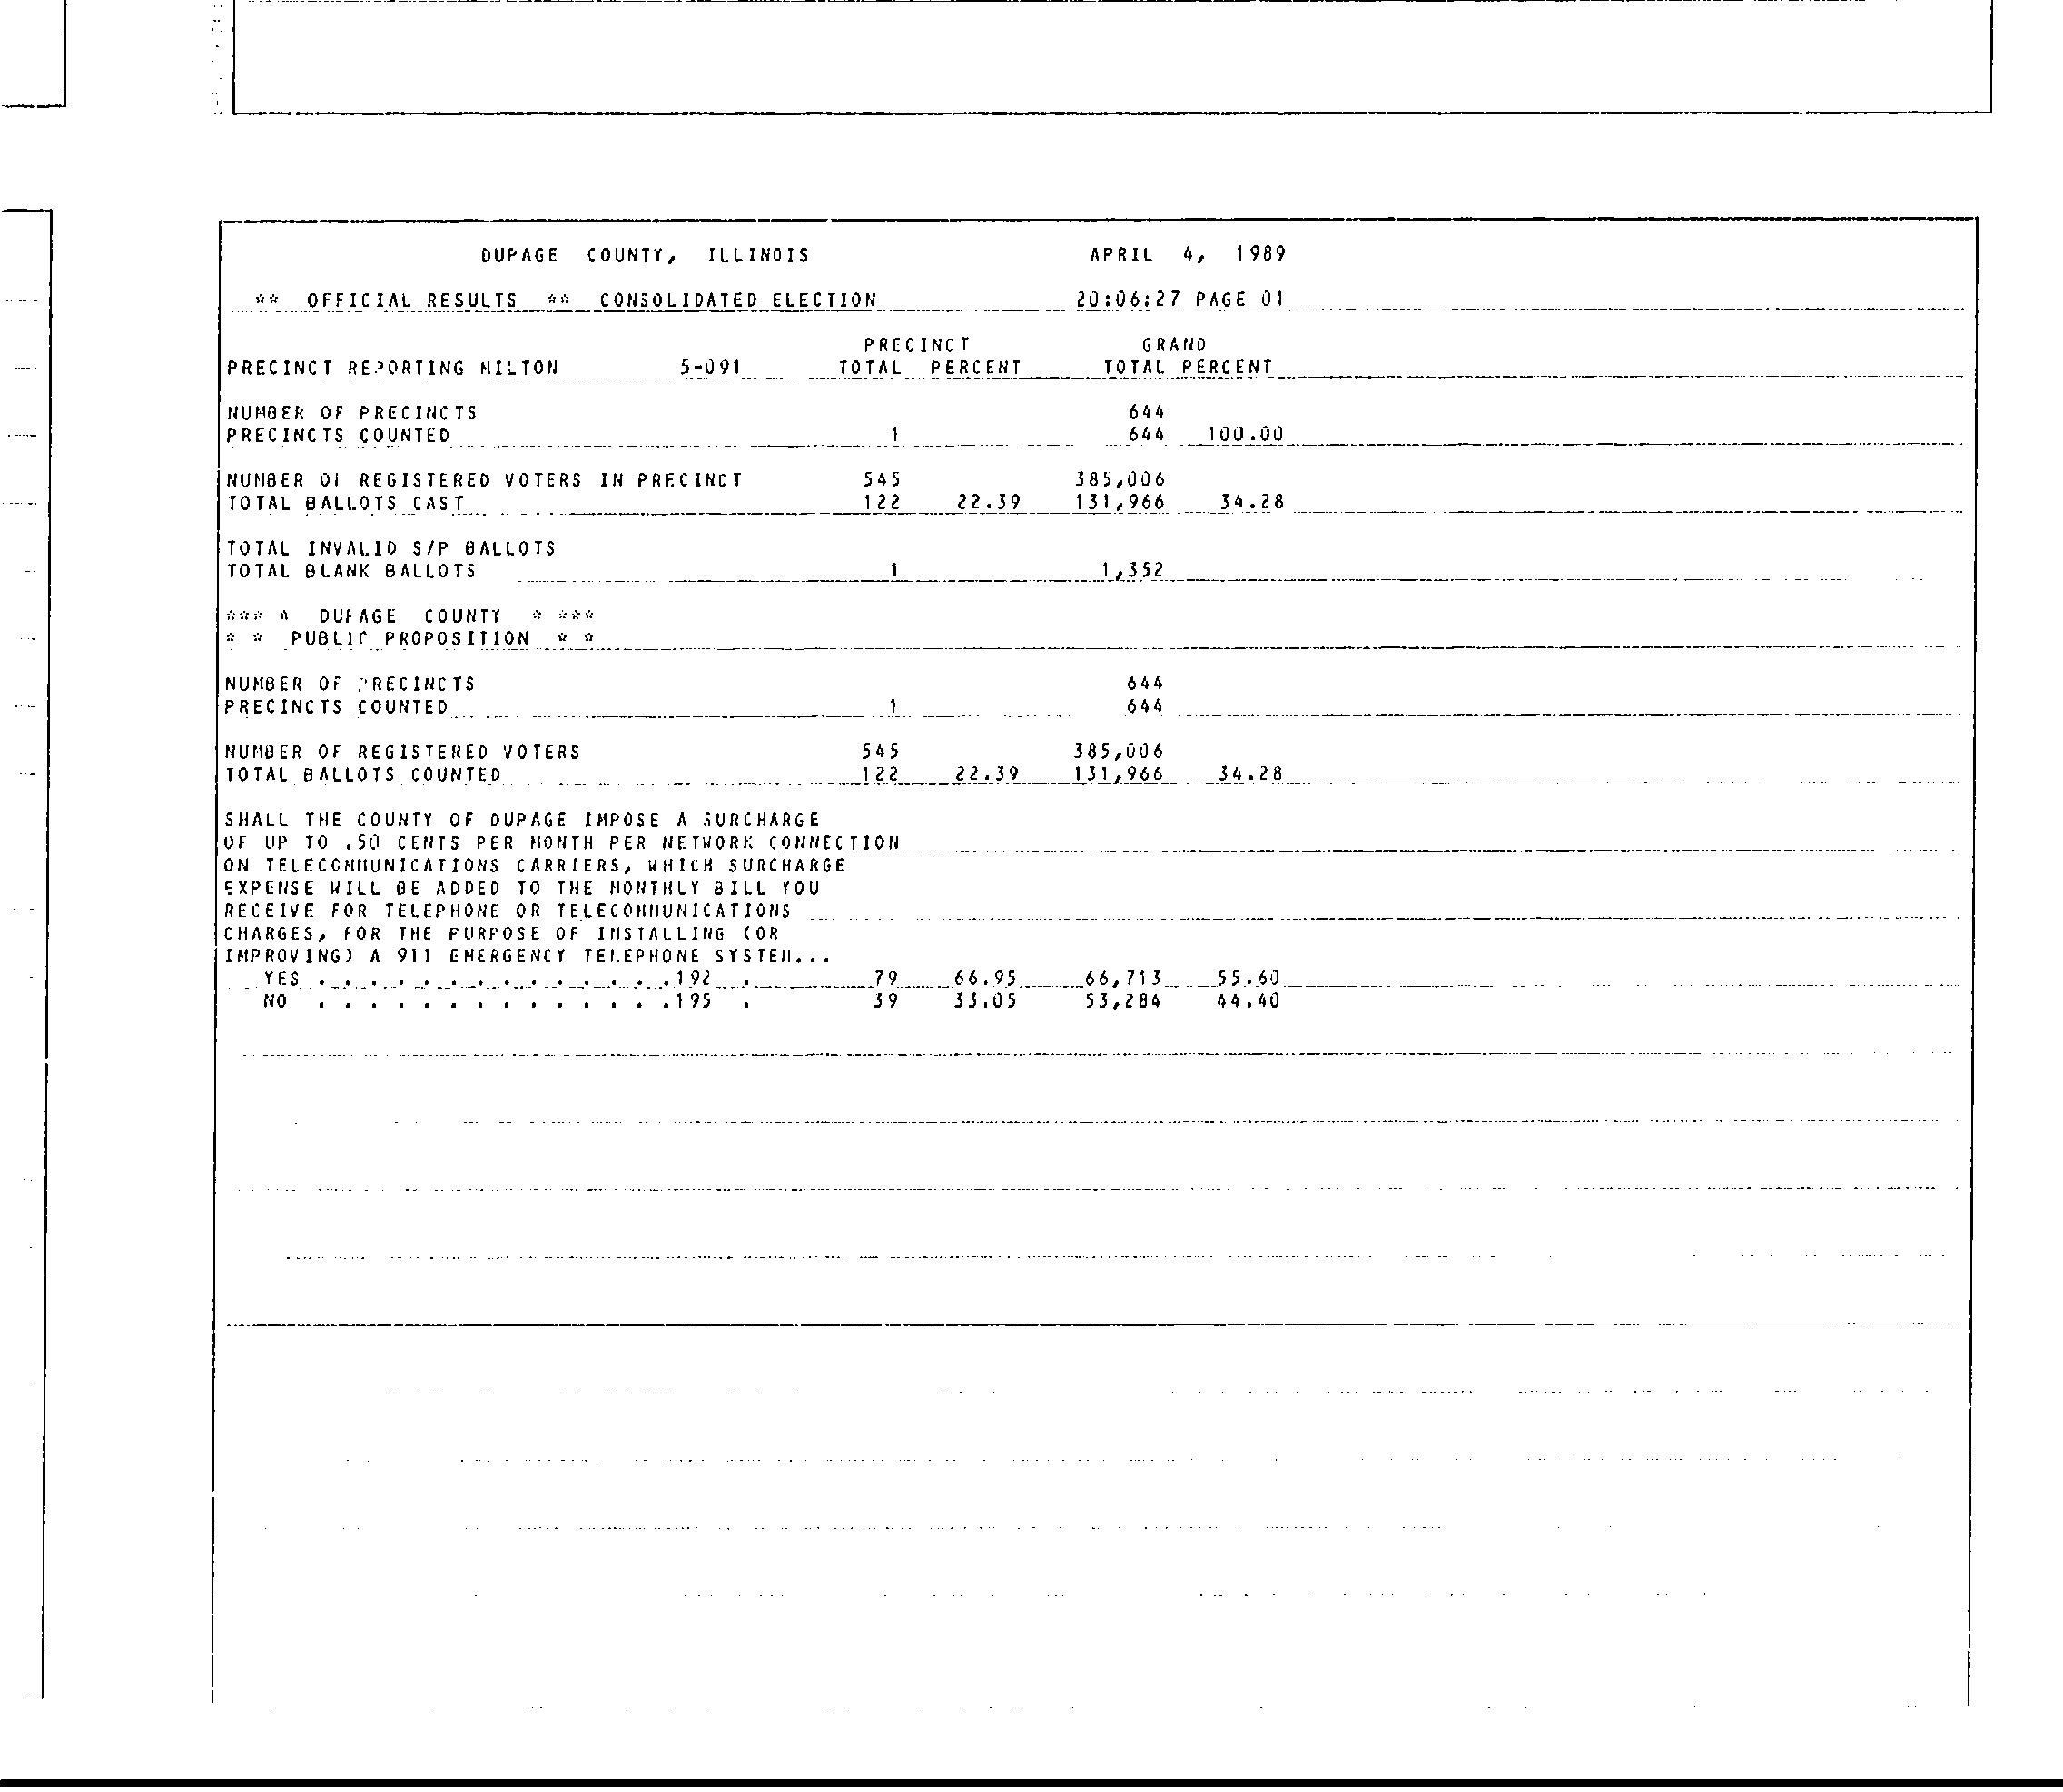 DUPAGE COUNTY, ILLINOIS APRIL 4, 1989
** OFFICIAL RESULTS ** CONSOLIDATED ELECTION 20:06:27 PAGE 01
PRECINCT GRAND
PRECINCT REPORTING MILTON 5-091 TOTAL PERCENT TOTAL PERCENT
NUMBER OF PRECINCTS 644
PRECINCTS COUNTED 1 644 100.00
NUMBER OF REGISTERED VOTERS IN PRECINCT 545 385,006
TOTAL BALLOTS CAST 122 22.39 131,966 34.28
TOTAL INVALID S/P BALLOTS
TOTAL BLANK BALLOTS 1 1,352
*** * DUPAGE COUNTY * ***
* * PUBLIC PROPOSITION * *
NUMBER OF PRECINCTS 644
PRECINCTS COUNTED 1 644
NUMBER OF REGISTERED VOTERS 545 385,006
TOTAL BALLOTS COUNTED 122 22.39 131,966 34.28
SHALL THE COUNTY OF DUPAGE IMPOSE A SURCHARGE
OF UP TO .50 CENTS PER MONTH PER NETWORK CONNECTION
ON TELECOMMUNICATIONS CARRIERS, WHICH SURCHARGE
EXPENSE WILL BE ADDED TO THE MONTHLY BILL YOU
RECEIVE FOR TELEPHONE OR TELECOMMUNICATIONS
CHARGES, FOR THE PURPOSE OF INSTALLING (OR
IMPROVING) A 911 EMERGENCY TELEPHONE SYSTEM...
YES . . . . . . . . . . . . . .192 . 79 66.95 66,713 55.60
NO . . . . . . . . . . . . . .195 . 39 33.05 53,284 44.40